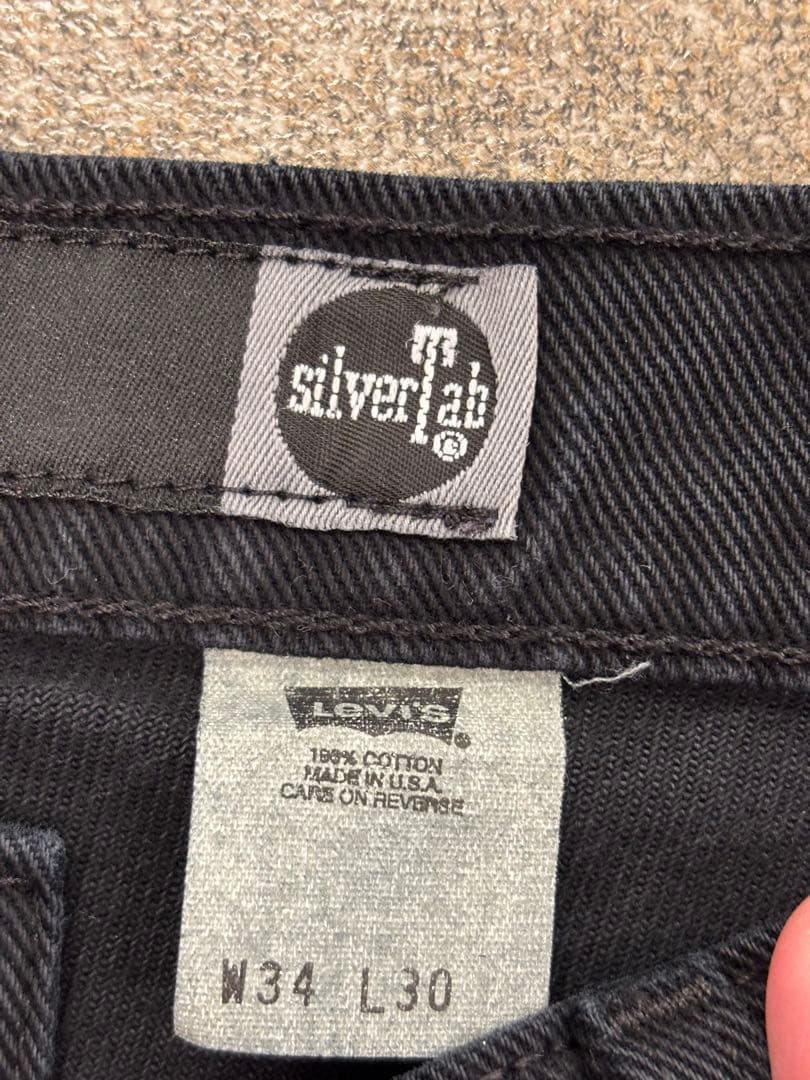 silverTab
Levi's
100% COTTON
MADE IN U.S.A.
CARE ON REVERSE
W34 L30